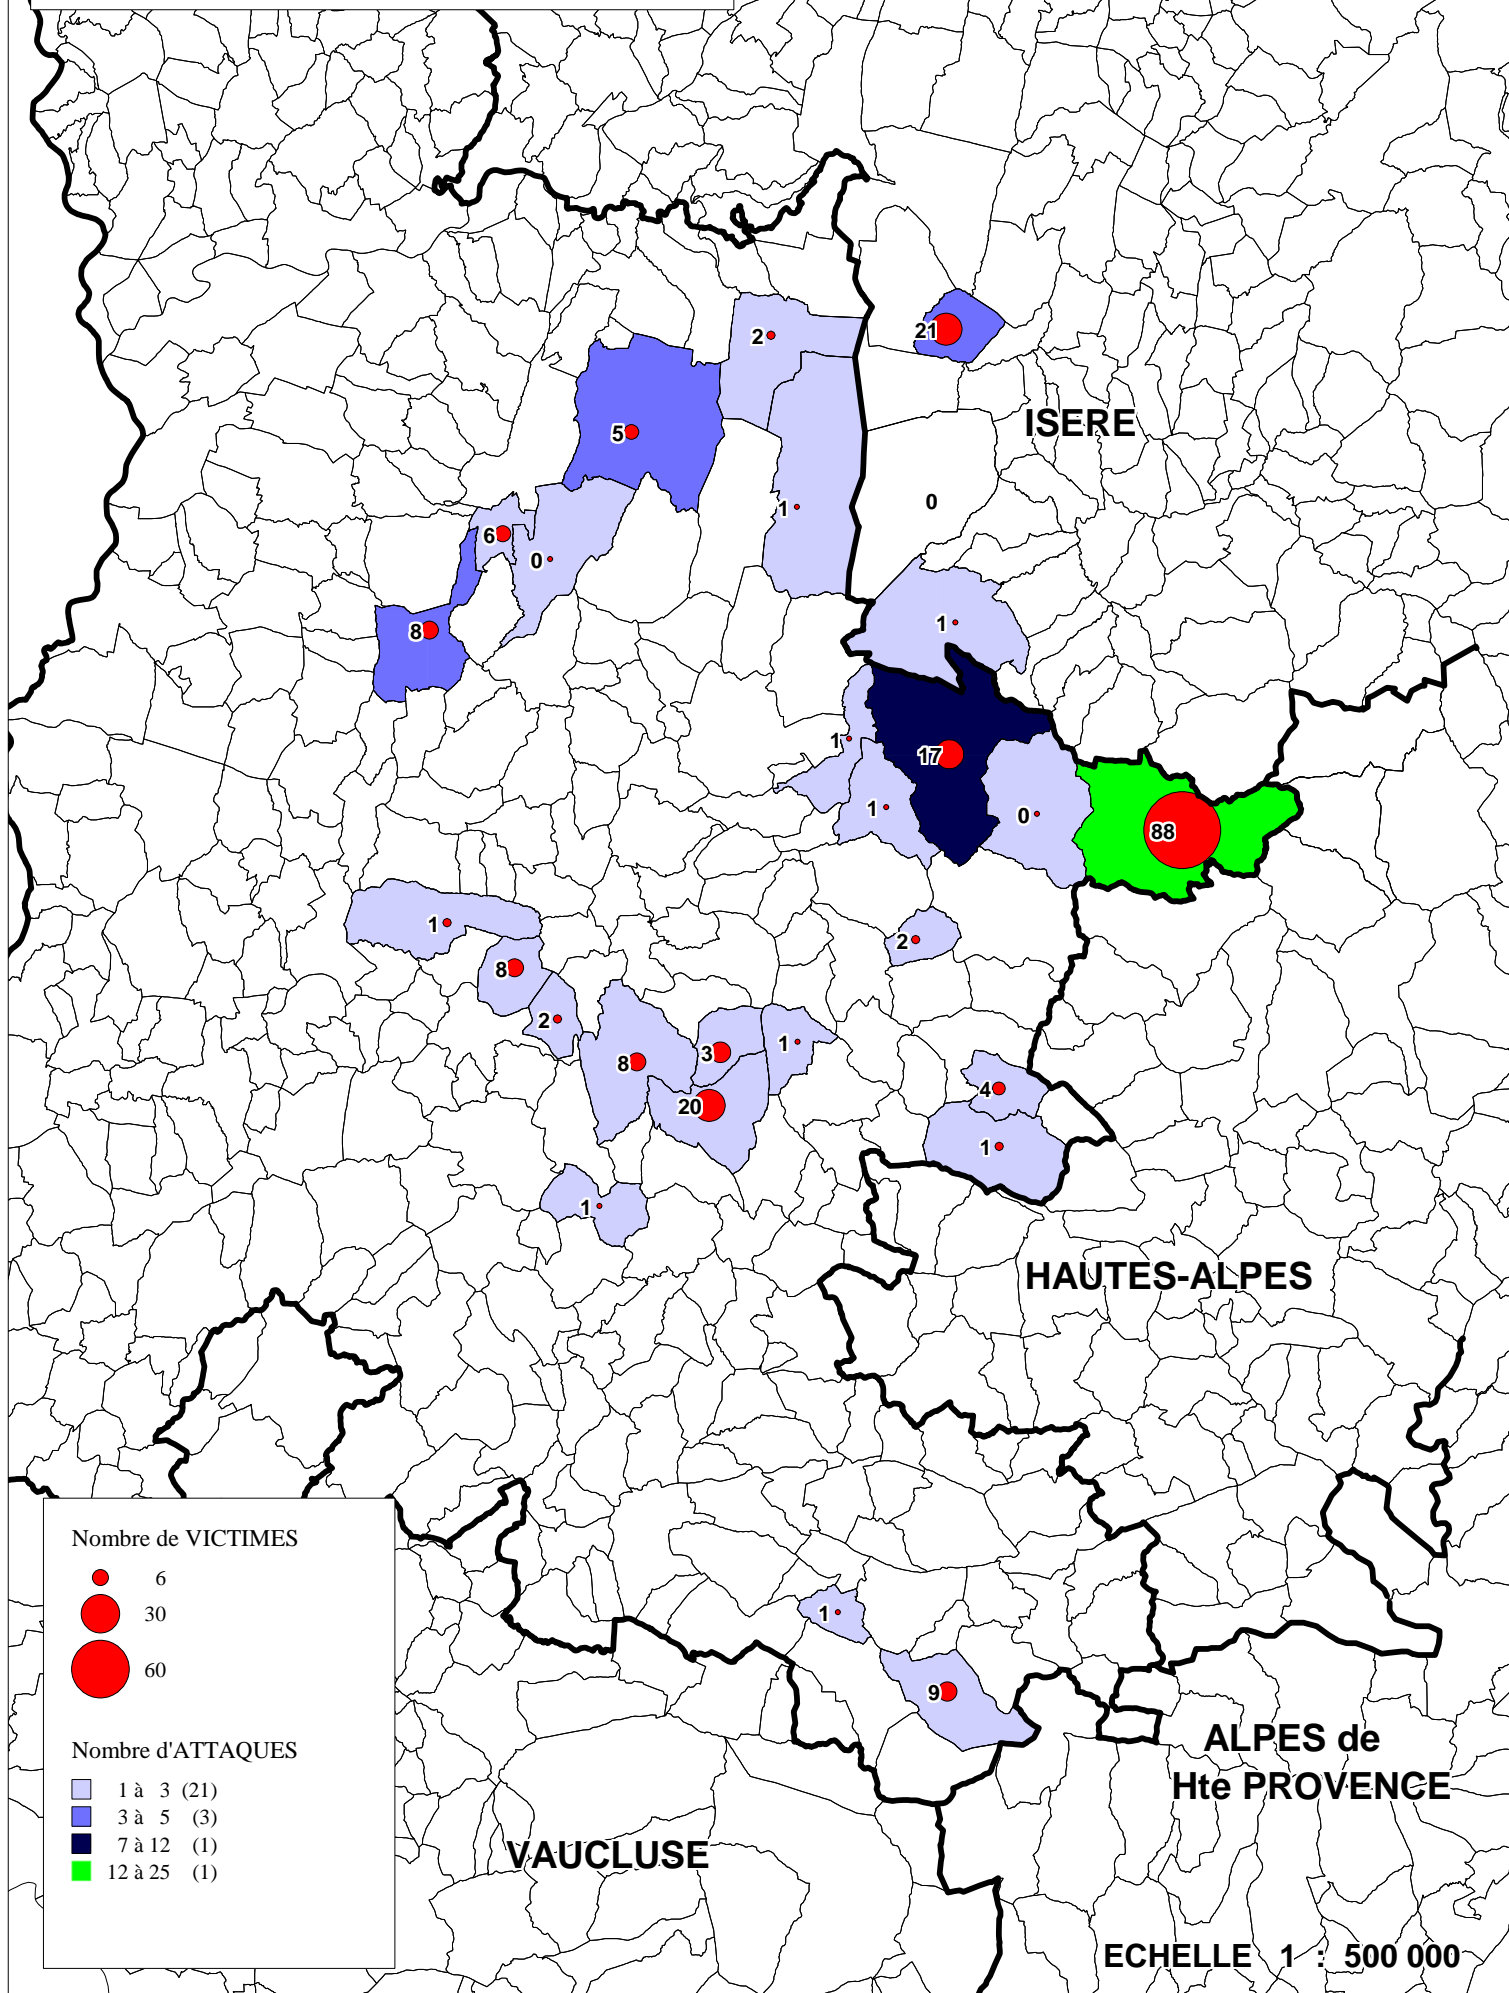 2
21
ISERE
5
0
1
6
0
8
1
1
17
1
0
88
1
2
8
2
1
3
8
4
20
1
1
HAUTES-ALPES
Nombre de VICTIMES
6
30
60
1
9
Nombre d'ATTAQUES
1 à 3 (21)
3 à 5 (3)
7 à 12 (1)
12 à 25 (1)
ALPES de
Hte PROVENCE
VAUCLUSE
ECHELLE 1 : 500 000